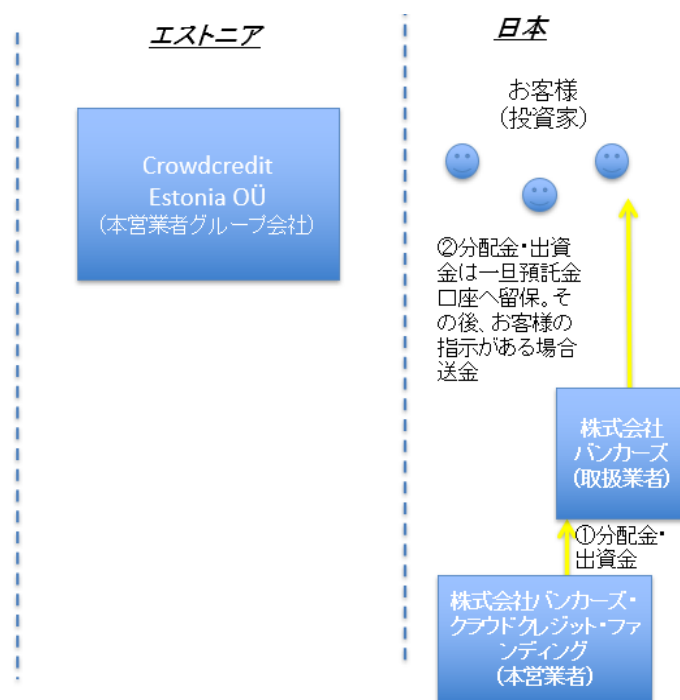 エストニア
日本
お客様
(投資家)
Crowdcredit
Estonia OÜ
(本営業者グループ会社)
②分配金・出資
金は一旦預託金
口座へ留保。そ
の後、お客様の
指示がある場合
送金
株式会社
バンカーズ
(取扱業者)
①分配金・
出資金
株式会社バンカーズ・
クラウドクレジット・ファ
ンディング
(本営業者)